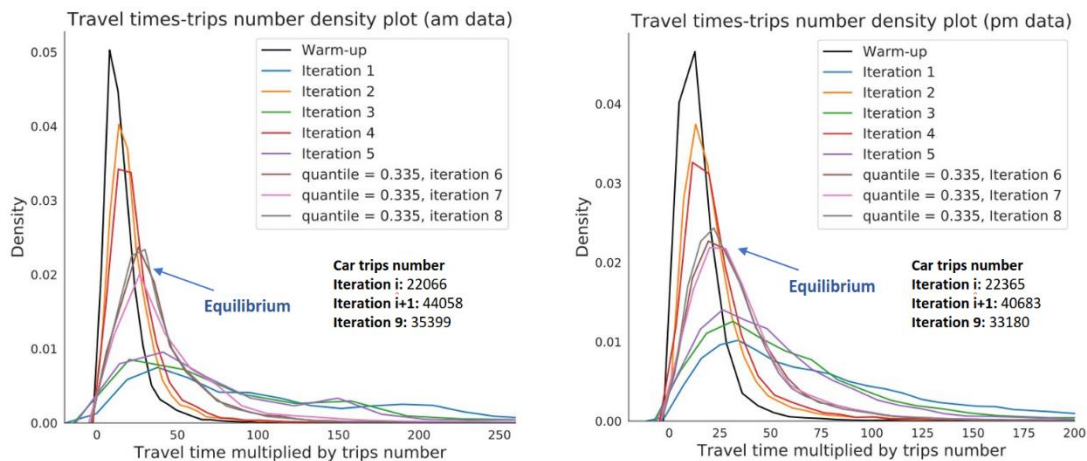 Travel times-trips number density plot (am data)
0.05
0.04
0.03
0.02
0.01
0.00
Density
Warm-up
Iteration 1
Iteration 2
Iteration 3
Iteration 4
Iteration 5
quantile = 0.335, iteration 6
quantile = 0.335, iteration 7
quantile = 0.335, iteration 8
Equilibrium
Car trips number
Iteration i: 22066
Iteration i+1: 44058
Iteration 9: 35399
0 50 100 150 200 250
Travel time multiplied by trips number
Travel times-trips number density plot (pm data)
0.04
0.03
0.02
0.01
0.00
Density
Warm-up
Iteration 1
Iteration 2
Iteration 3
Iteration 4
Iteration 5
quantile = 0.335, Iteration 6
quantile = 0.335, Iteration 7
quantile = 0.335, Iteration 8
Equilibrium
Car trips number
Iteration i: 22365
Iteration i+1: 40683
Iteration 9: 33180
0 25 50 75 100 125 150 175 200
Travel time multiplied by trips number